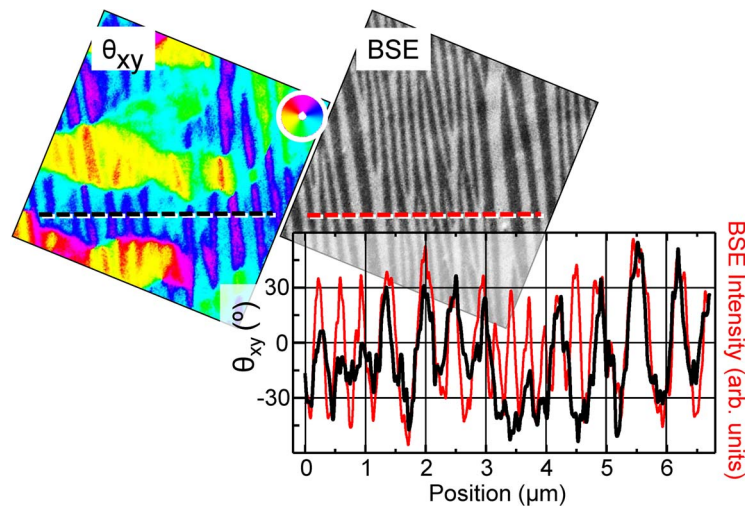 θxy
BSE
θxy (º)
30
0
-30
0 1 2 3 4 5 6
Position (µm)
BSE Intensity (arb. units)